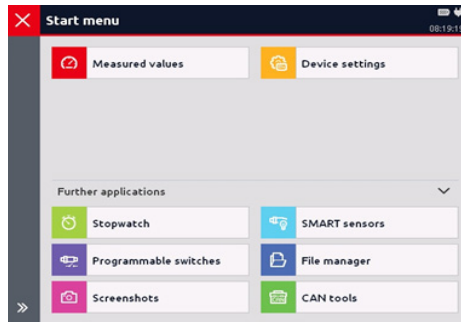 Start menu
08:19:19
Measured values
Device settings
Further applications
Stopwatch
SMART sensors
Programmable switches
File manager
Screenshots
CAN tools